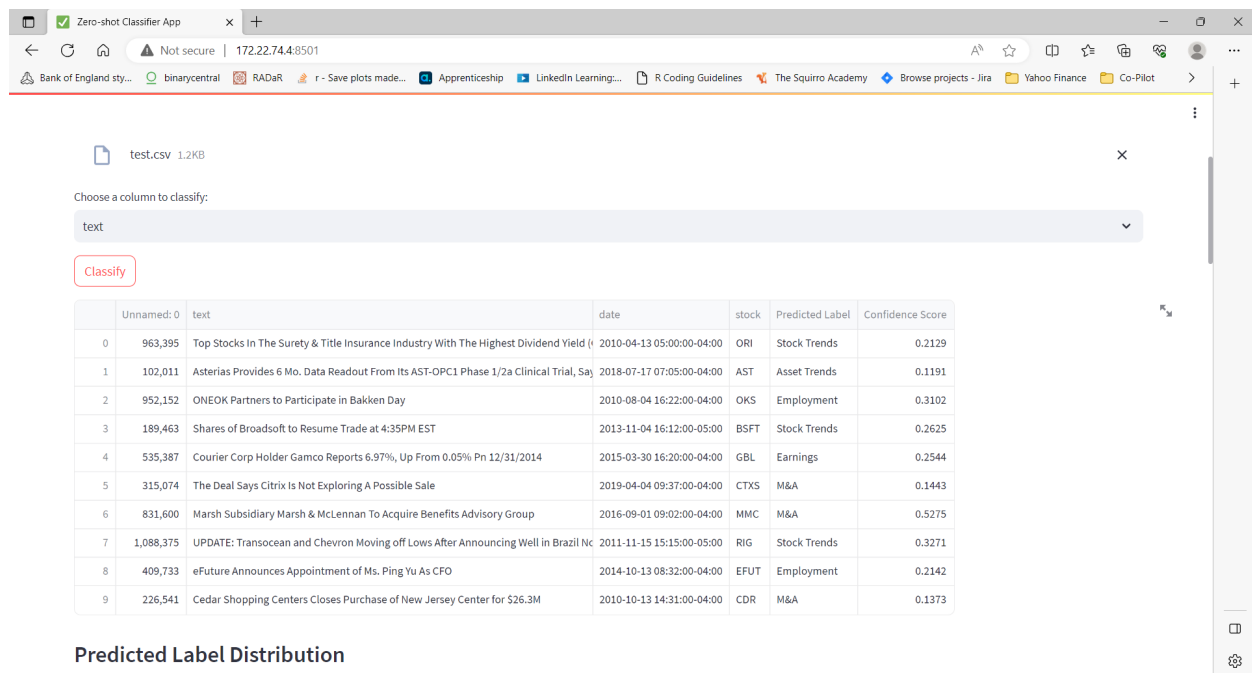 Zero-shot Classifier App
Not secure | 172.22.74.4:8501
Bank of England sty... binarycentral RADaR r - Save plots made... Apprenticeship LinkedIn Learning:... R Coding Guidelines The Squirro Academy Browse projects - Jira Yahoo Finance Co-Pilot
test.csv 1.2KB
Choose a column to classify:
text
Classify
Unnamed: 0 text date stock Predicted Label Confidence Score
0 963,395 Top Stocks In The Surety & Title Insurance Industry With The Highest Dividend Yield ( 2010-04-13 05:00:00-04:00 ORI Stock Trends 0.2129
1 102,011 Asterias Provides 6 Mo. Data Readout From Its AST-OPC1 Phase 1/2a Clinical Trial, Say 2018-07-17 07:05:00-04:00 AST Asset Trends 0.1191
2 952,152 ONEOK Partners to Participate in Bakken Day 2010-08-04 16:22:00-04:00 OKS Employment 0.3102
3 189,463 Shares of Broadsoft to Resume Trade at 4:35PM EST 2013-11-04 16:12:00-05:00 BSFT Stock Trends 0.2625
4 535,387 Courier Corp Holder Gamco Reports 6.97%, Up From 0.05% Pn 12/31/2014 2015-03-30 16:20:00-04:00 GBL Earnings 0.2544
5 315,074 The Deal Says Citrix Is Not Exploring A Possible Sale 2019-04-04 09:37:00-04:00 CTXS M&A 0.1443
6 831,600 Marsh Subsidiary Marsh & McLennan To Acquire Benefits Advisory Group 2016-09-01 09:02:00-04:00 MMC M&A 0.5275
7 1,088,375 UPDATE: Transocean and Chevron Moving off Lows After Announcing Well in Brazil No 2011-11-15 15:15:00-05:00 RIG Stock Trends 0.3271
8 409,733 eFuture Announces Appointment of Ms. Ping Yu As CFO 2014-10-13 08:32:00-04:00 EFUT Employment 0.2142
9 226,541 Cedar Shopping Centers Closes Purchase of New Jersey Center for $26.3M 2010-10-13 14:31:00-04:00 CDR M&A 0.1373
Predicted Label Distribution